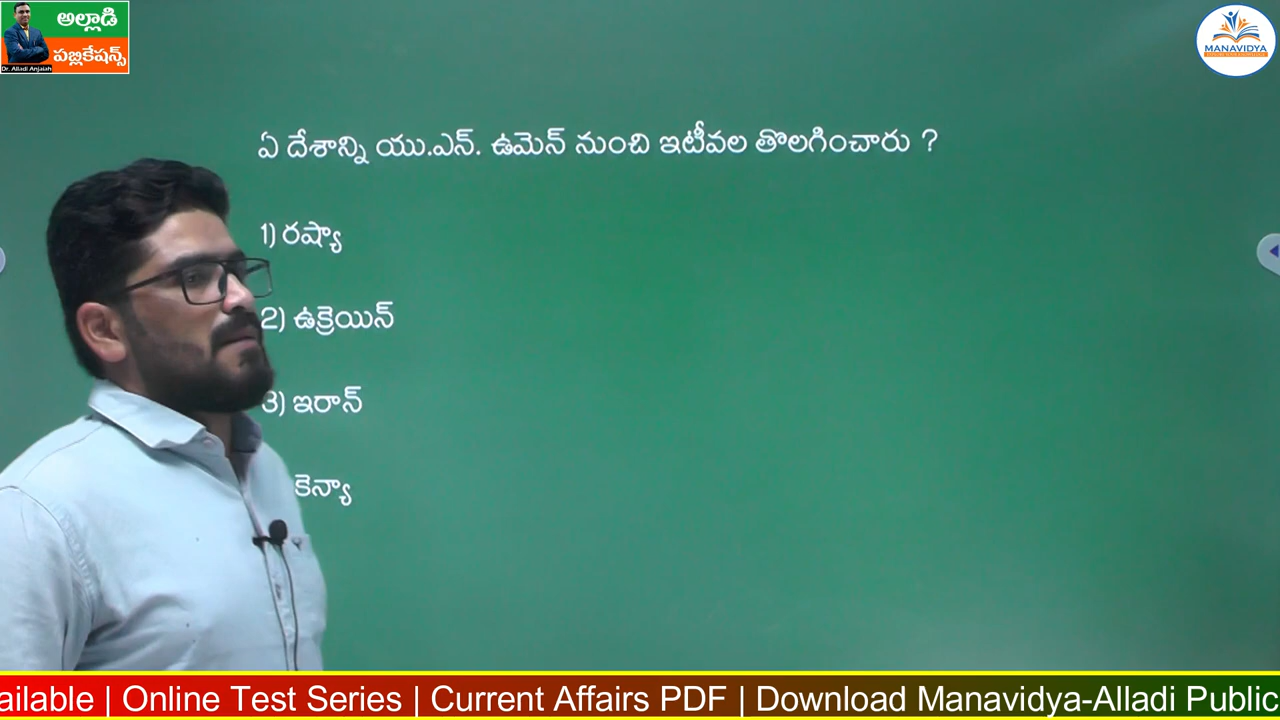 అల్లాడి
పబ్లికేషన్స్
Dr. Alladi Anjaiah
MANAVIDYA
ఏ దేశాన్ని యు.ఎన్. ఉమెన్ నుంచి ఇటీవల తొలగించారు ?
1) రష్యా
2) ఉక్రెయిన్
3) ఇరాన్
కెన్యా
ailable | Online Test Series | Current Affairs PDF | Download Manavidya-Alladi Public